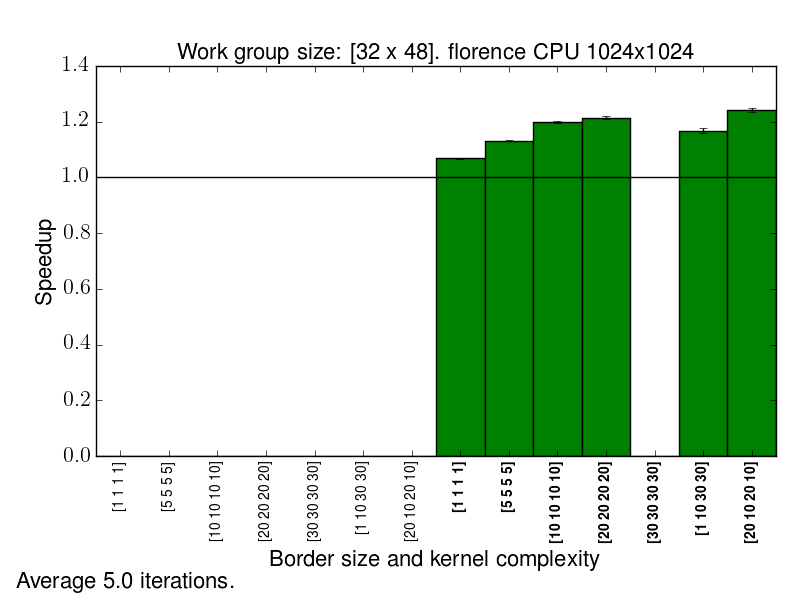 Work group size: [32 x 48]. florence CPU 1024x1024
1.4
1.2
1.0
0.8
0.6
0.4
0.2
0.0
Speedup
[1 1 1 1]
[5 5 5 5]
[10 10 10 10]
[20 20 20 20]
[30 30 30 30]
[1 10 30 30]
[20 10 20 10]
[1 1 1 1]
[5 5 5 5]
[10 10 10 10]
[20 20 20 20]
[30 30 30 30]
[1 10 30 30]
[20 10 20 10]
Border size and kernel complexity
Average 5.0 iterations.